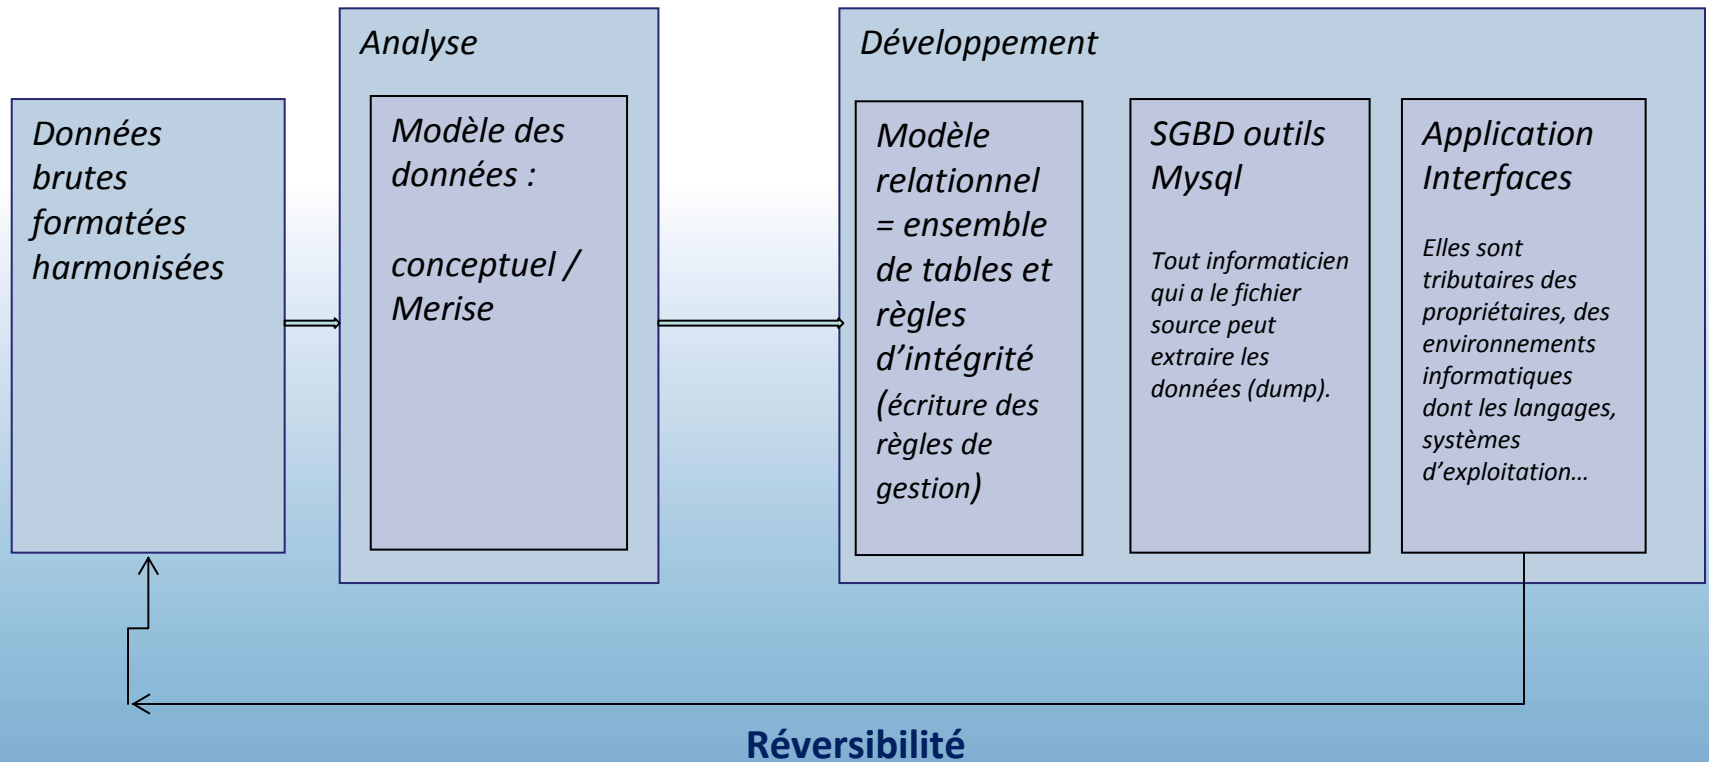 Données
brutes
formatées
harmonisées
Analyse
Modèle des
données :
conceptuel /
Merise
Développement
Modèle
relationnel
= ensemble
de tables et
règles
d’intégrité
(écriture des
règles de
gestion)
SGBD outils
Mysql
Tout informaticien
qui a le fichier
source peut
extraire les
données (dump).
Application
Interfaces
Elles sont
tributaires des
propriétaires, des
environnements
informatiques
dont les langages,
systèmes
d’exploitation…
Réversibilité